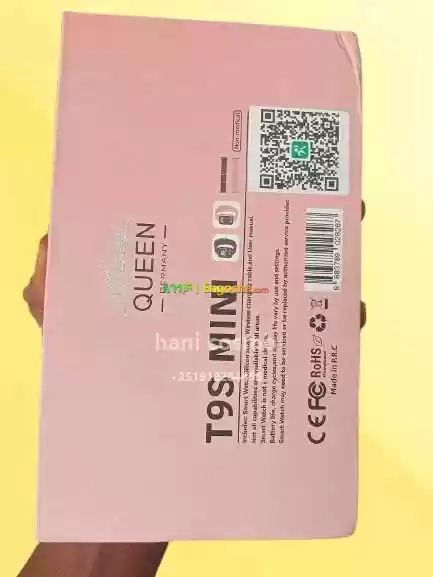 QUEEN
— GERMANY —
T9S MINI
Non-medical
Includes: Smart Watch, Silicon straps, Wireless charging cable and User manual.
Not all capabilities are available in all areas.
Smart Watch is not a medical device.
Battery life, charge cycles and display life vary by use and settings.
Smart Watch may need to be serviced or be replaced by authorized service provider.
CE FC RoHS
Made in P.R.C
hani